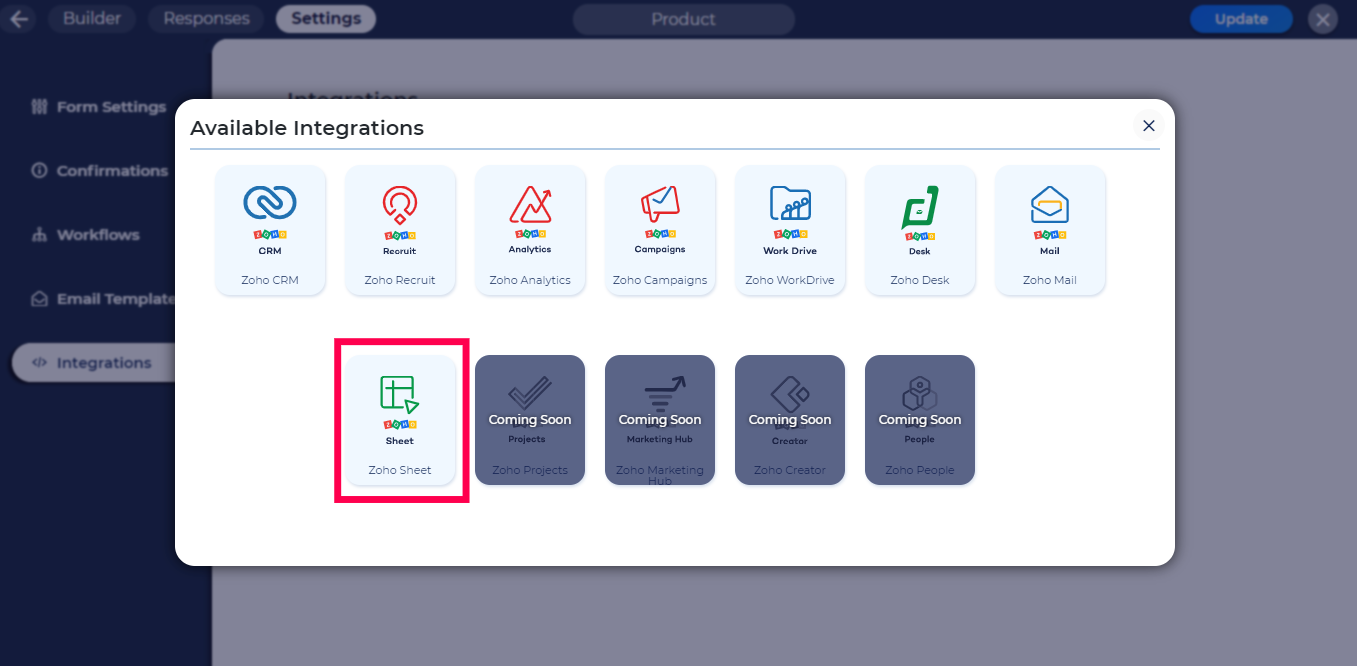 Builder
Responses
Settings
Product
Update
Integrations
Form Settings
Confirmations
Workflows
Email Template
Integrations
Available Integrations
ZOHO
CRM
Zoho CRM
ZOHO
Recruit
Zoho Recruit
ZOHO
Analytics
Zoho Analytics
ZOHO
Campaigns
Zoho Campaigns
ZOHO
Work Drive
Zoho WorkDrive
ZOHO
Desk
Zoho Desk
ZOHO
Mail
Zoho Mail
ZOHO
Sheet
Zoho Sheet
Coming Soon
Projects
Zoho Projects
Coming Soon
Marketing Hub
Zoho Marketing
Hub
Coming Soon
Creator
Zoho Creator
Coming Soon
People
Zoho People